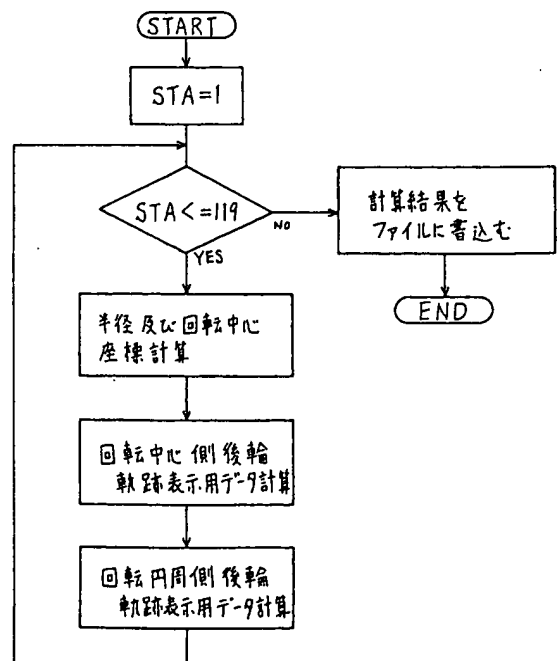 START
STA=1
STA<=119
NO
YES
計算結果を
ファイルに書込む
END
半径及び回転中心
座標計算
回転中心側後輪
軌跡表示用データ計算
回転円周側後輪
軌跡表示用データ計算